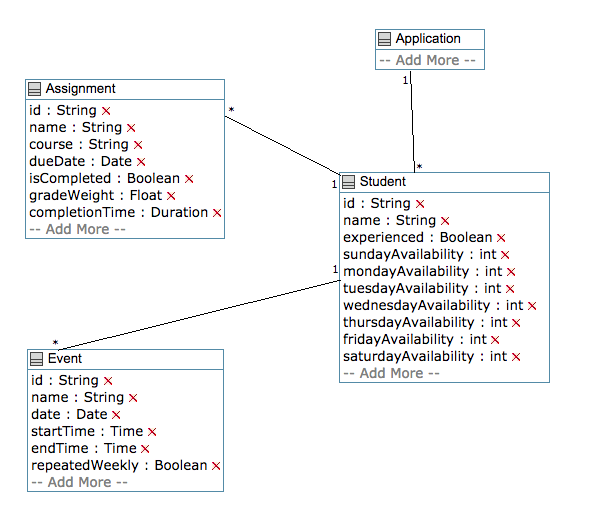 Application
-- Add More --
1
Assignment
id : String
name : String
course : String
dueDate : Date
isCompleted : Boolean
gradeWeight : Float
completionTime : Duration
-- Add More --
*
1
*
Student
id : String
name : String
experienced : Boolean
sundayAvailability : int
mondayAvailability : int
tuesdayAvailability : int
wednesdayAvailability : int
thursdayAvailability : int
fridayAvailability : int
saturdayAvailability : int
-- Add More --
1
*
Event
id : String
name : String
date : Date
startTime : Time
endTime : Time
repeatedWeekly : Boolean
-- Add More --